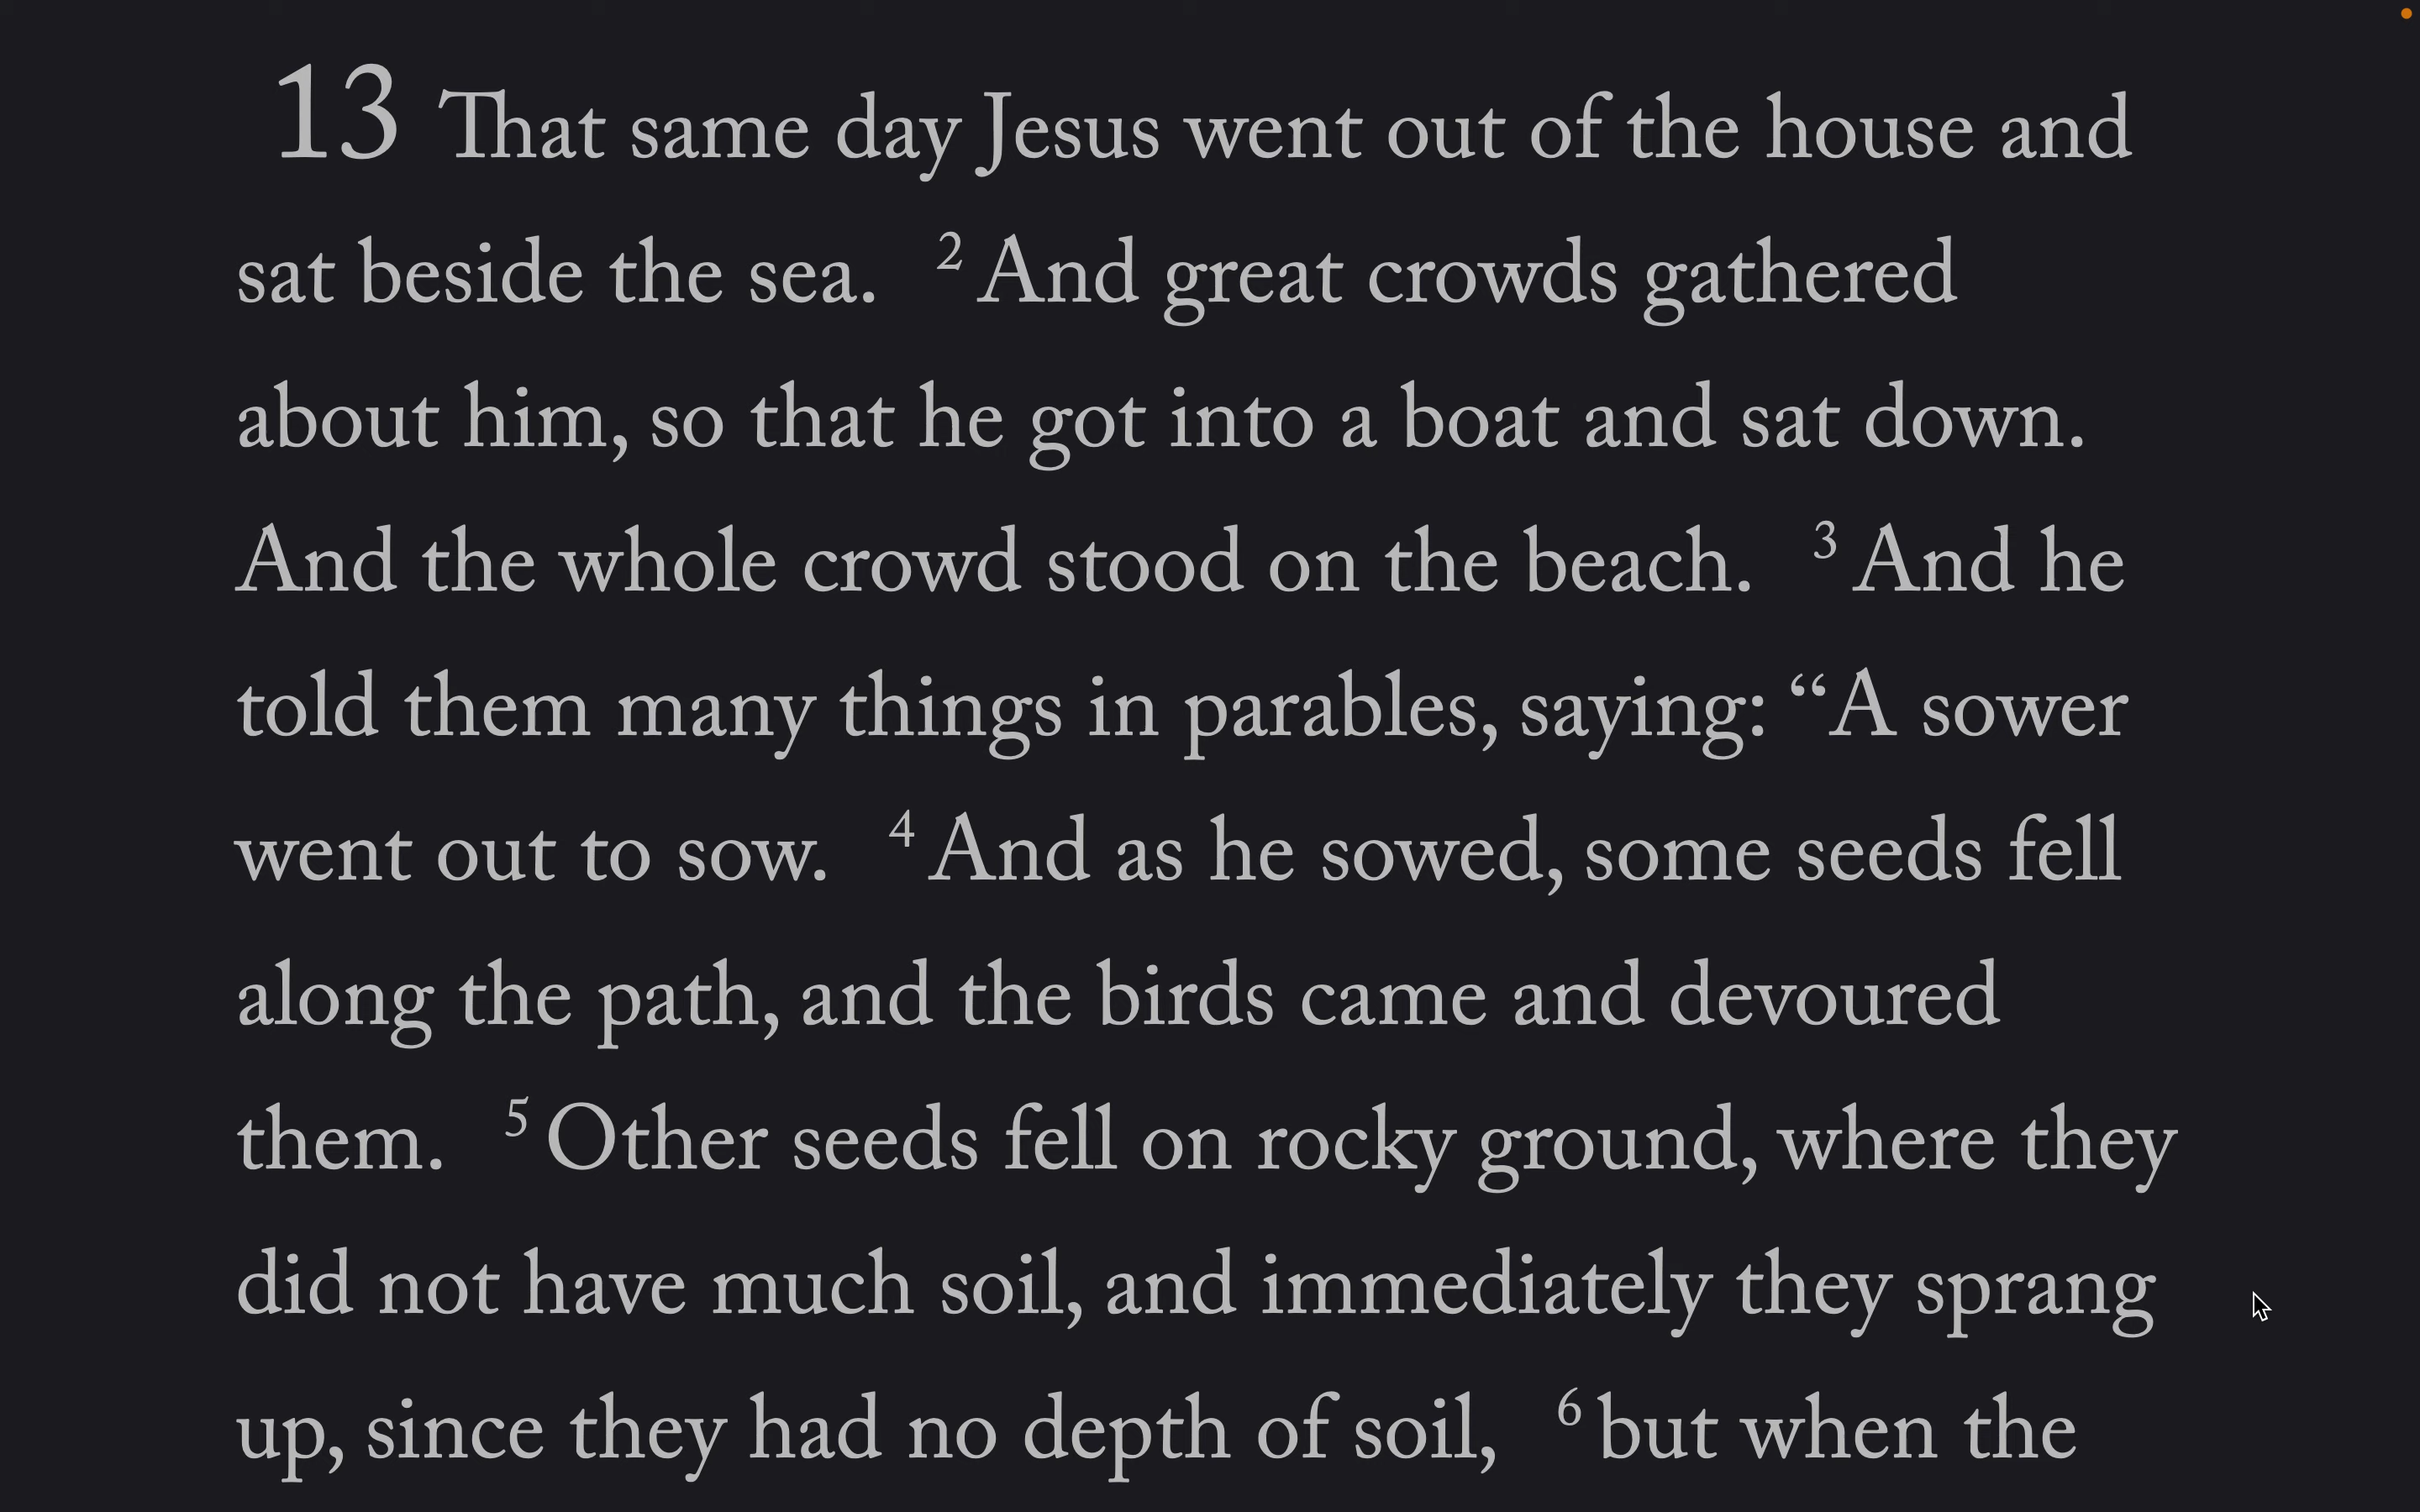 13 That same day Jesus went out of the house and
sat beside the sea. 2 And great crowds gathered
about him, so that he got into a boat and sat down.
And the whole crowd stood on the beach. 3 And he
told them many things in parables, saying: “A sower
went out to sow. 4 And as he sowed, some seeds fell
along the path, and the birds came and devoured
them. 5 Other seeds fell on rocky ground, where they
did not have much soil, and immediately they sprang
up, since they had no depth of soil, 6 but when the